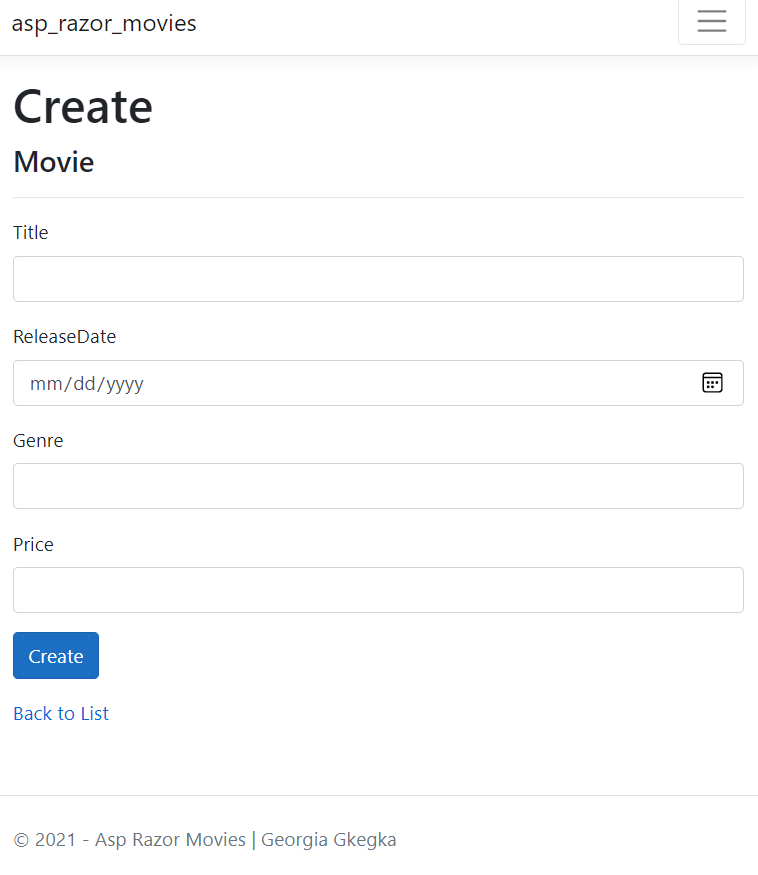 asp_razor_movies
Create
Movie
Title
ReleaseDate
mm/dd/yyyy
Genre
Price
Create
Back to List
© 2021 - Asp Razor Movies | Georgia Gkegka